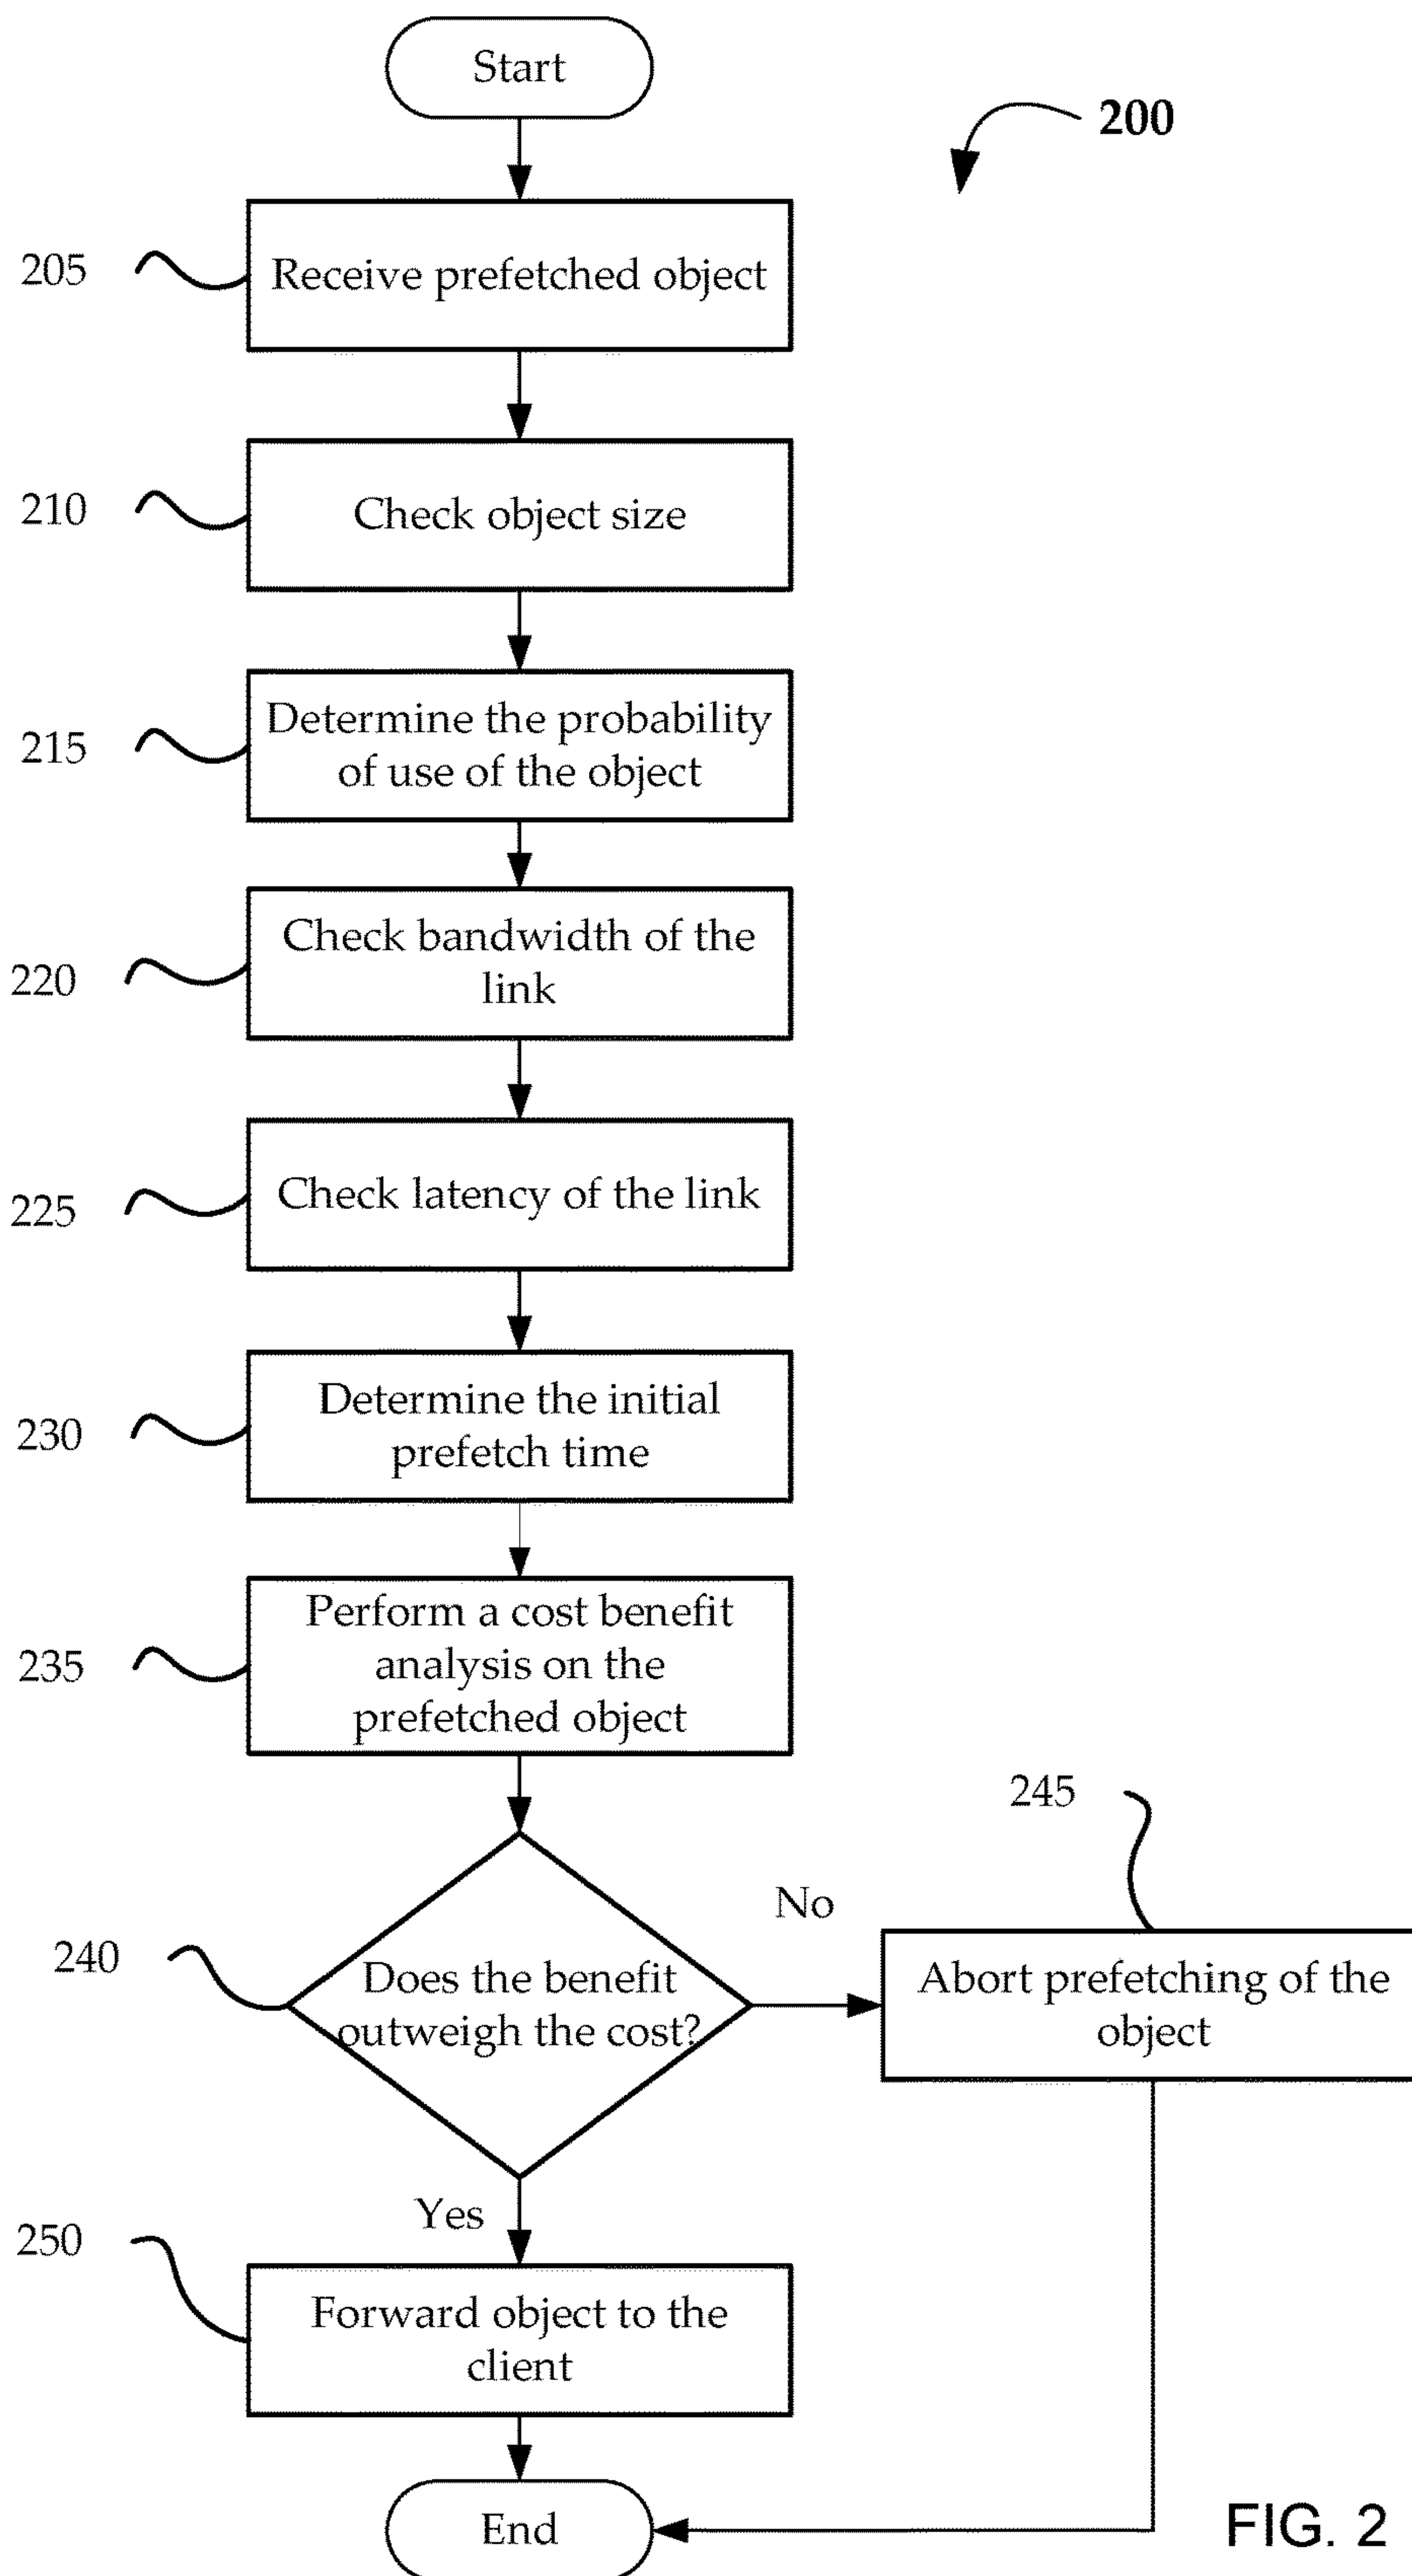 Start
200
205
Receive prefetched object
210
Check object size
215
Determine the probability
of use of the object
220
Check bandwidth of the
link
225
Check latency of the link
230
Determine the initial
prefetch time
235
Perform a cost benefit
analysis on the
prefetched object
240
Does the benefit
outweigh the cost?
No
245
Abort prefetching of the
object
Yes
250
Forward object to the
client
End
FIG. 2